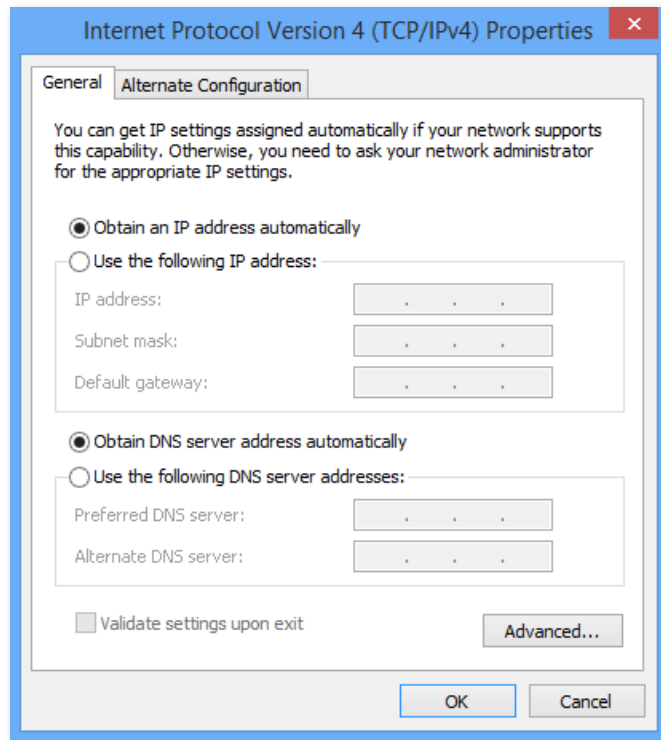 Internet Protocol Version 4 (TCP/IPv4) Properties
General
Alternate Configuration
You can get IP settings assigned automatically if your network supports
this capability. Otherwise, you need to ask your network administrator
for the appropriate IP settings.
Obtain an IP address automatically
Use the following IP address:
IP address:
Subnet mask:
Default gateway:
Obtain DNS server address automatically
Use the following DNS server addresses:
Preferred DNS server:
Alternate DNS server:
Validate settings upon exit
Advanced...
OK
Cancel